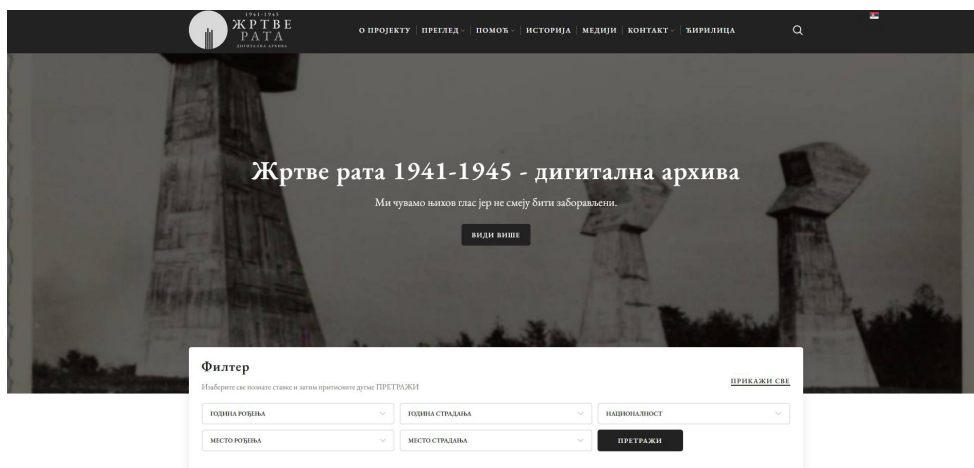 1941-1945
ЖРТВЕ
РАТА
ДИГИТАЛНА АРХИВА
О ПРОЈЕКТУ | ПРЕГЛЕД | ПОМОЋ | ИСТОРИЈА | МЕДИЈИ | КОНТАКТ | ЋИРИЛИЦА
Жртве рата 1941-1945 - дигитална архива
Ми чувамо њихов глас јер не смеју бити заборављени.
ВИДИ ВИШЕ
Филтер
Изаберите све познате ставке и затим притисните дугме ПРЕТРАЖИ
ПРИКАЖИ СВЕ
ГОДИНА РОЂЕЊА
ГОДИНА СТРАДАЊА
НАЦИОНАЛНОСТ
МЕСТО РОЂЕЊА
МЕСТО СТРАДАЊА
ПРЕТРАЖИ